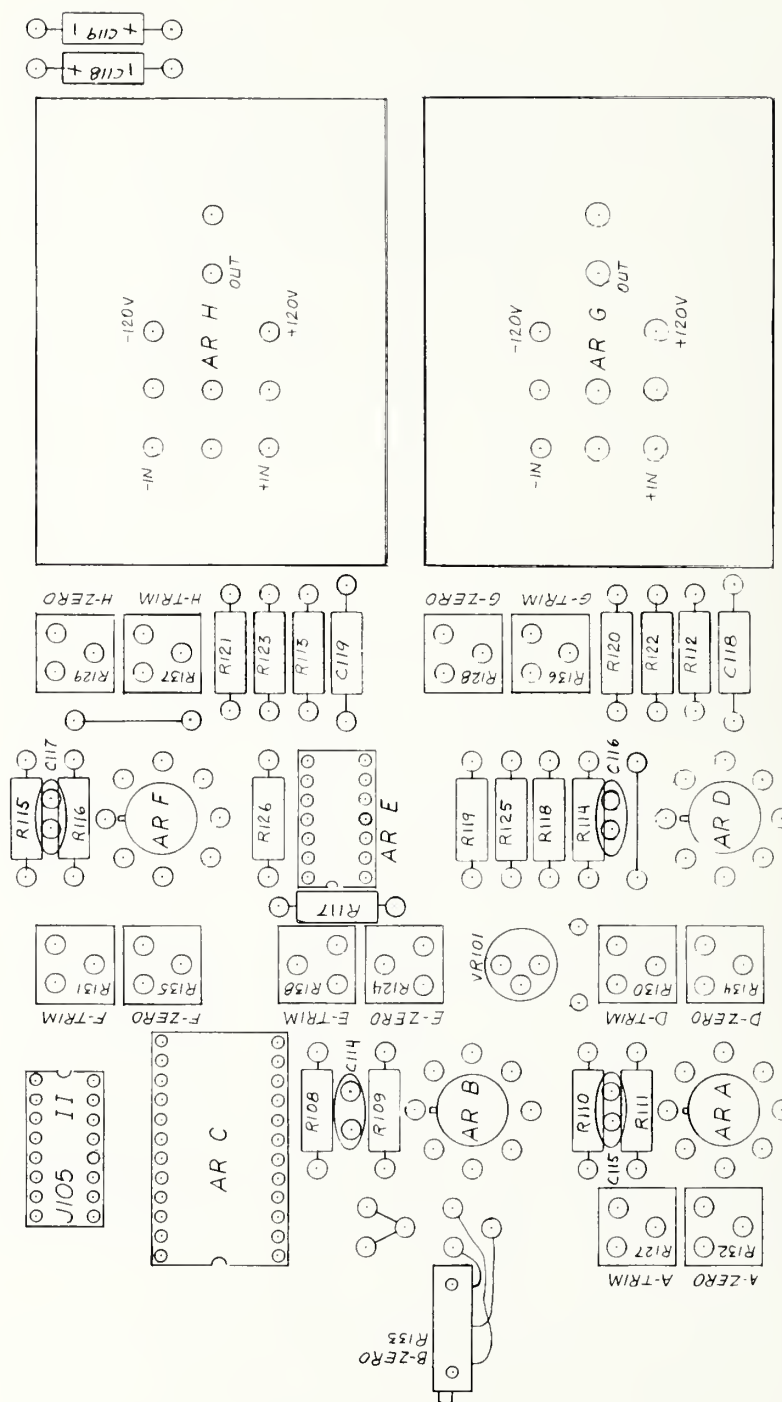 + C119 -
+ C118 -
AR H
OUT
-120V
+120V
-IN
+IN
AR G
OUT
-120V
+120V
-IN
+IN
H-ZERO
R129
H-TRIM
R137
R121
R123
R113
C119
G-ZERO
R128
G-TRIM
R136
R120
R122
R112
C118
R115
C117
R116
AR F
R126
AR E
R117
R119
R125
R118
R114
C116
AR D
R131
F-TRIM
R135
F-ZERO
R138
E-TRIM
R124
E-ZERO
VR101
R130
D-TRIM
R134
D-ZERO
J105
II
AR C
R108
C114
R109
AR B
R110
C115
R111
AR A
R127
A-TRIM
R132
A-ZERO
B-ZERO
R133